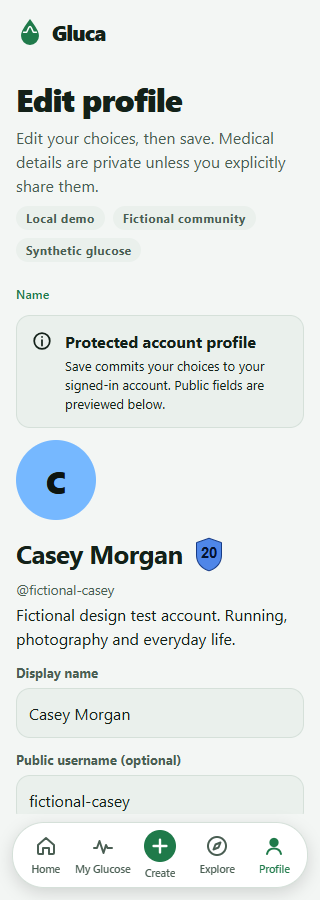 Gluca
Edit profile
Edit your choices, then save. Medical
details are private unless you explicitly
share them.
Local demo
Fictional community
Synthetic glucose
Name
Protected account profile
Save commits your choices to your
signed-in account. Public fields are
previewed below.
C
Casey Morgan 20
@fictional-casey
Fictional design test account. Running,
photography and everyday life.
Display name
Casey Morgan
Public username (optional)
fictional-casey
Home
My Glucose
Create
Explore
Profile